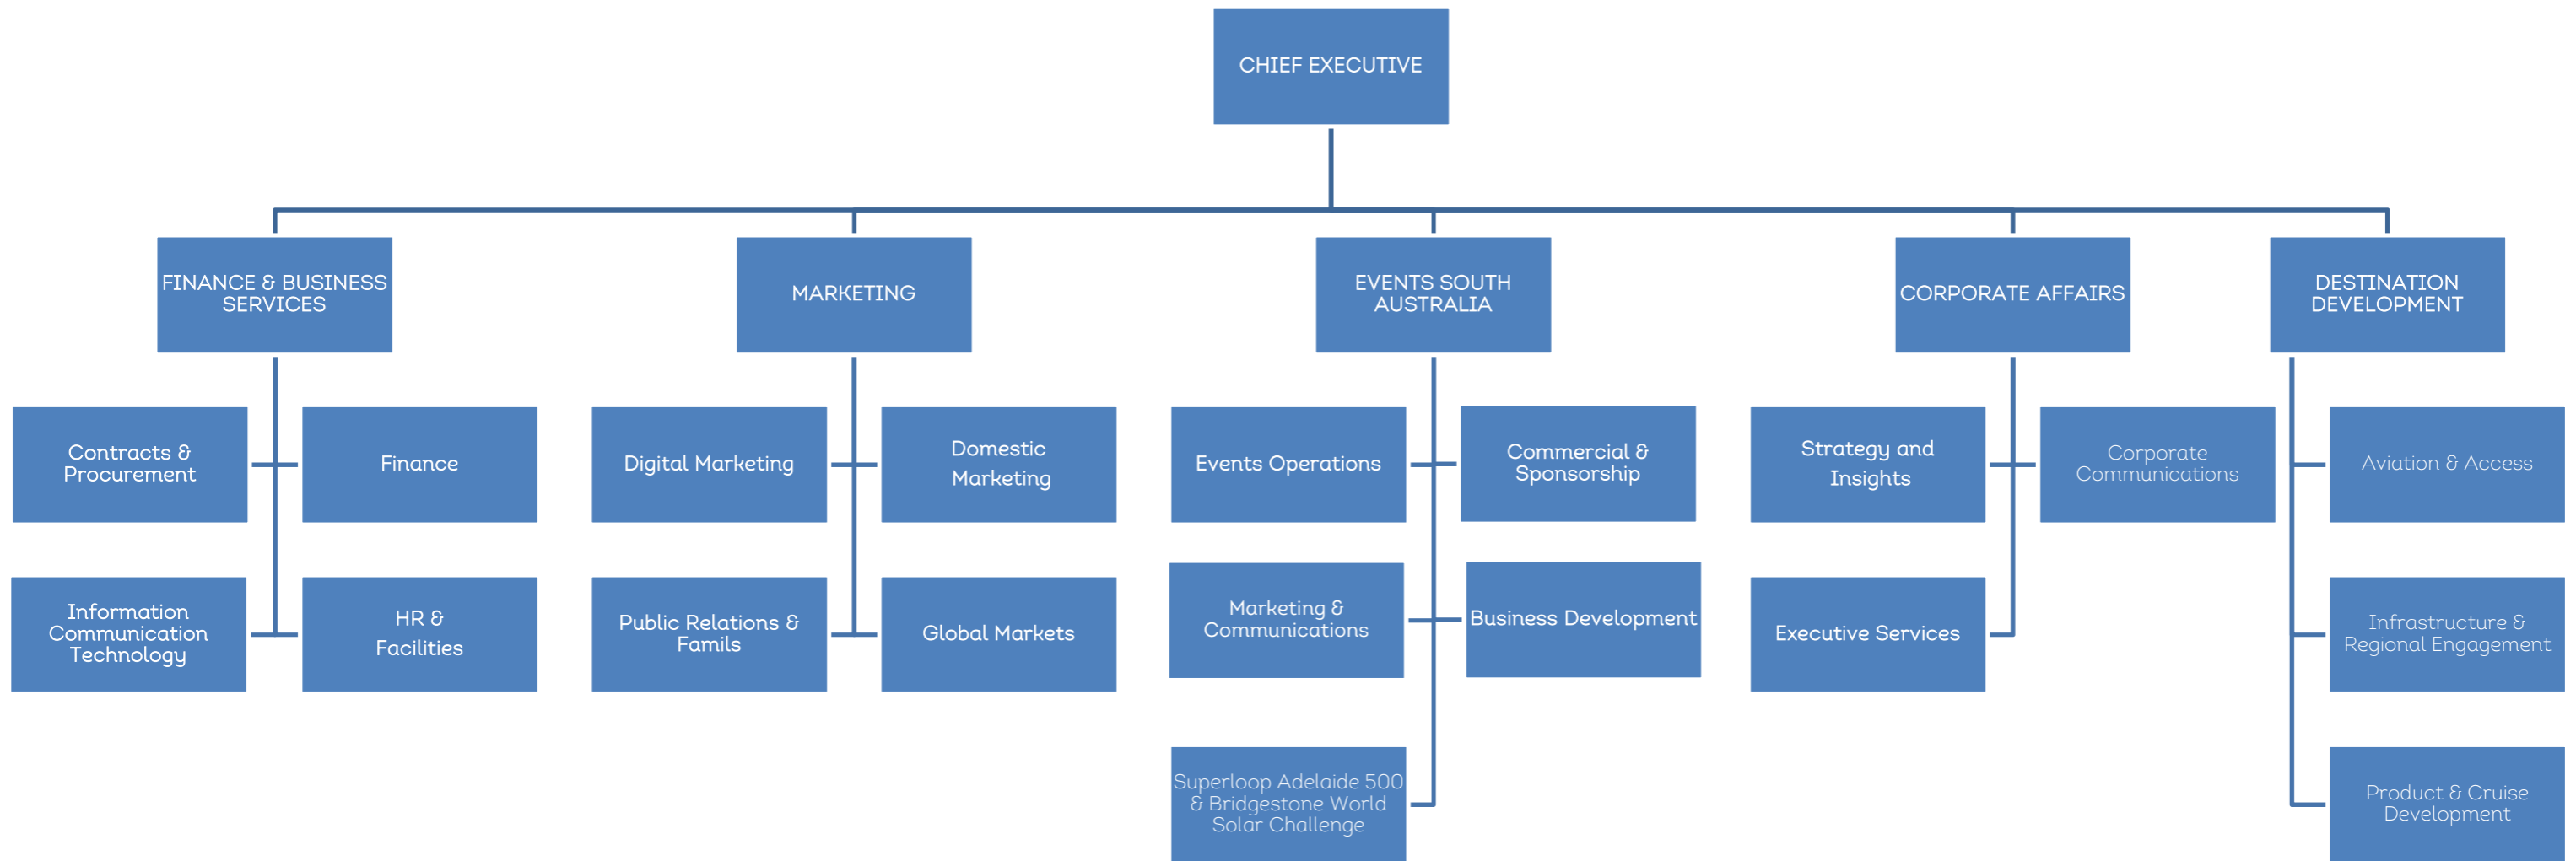 CHIEF EXECUTIVE
FINANCE & BUSINESS
SERVICES
MARKETING
EVENTS SOUTH
AUSTRALIA
CORPORATE AFFAIRS
DESTINATION
DEVELOPMENT
Contracts &
Procurement
Finance
Digital Marketing
Domestic
Marketing
Events Operations
Commercial &
Sponsorship
Strategy and
Insights
Corporate
Communications
Aviation & Access
Information
Communication
Technology
HR &
Facilities
Public Relations &
Famils
Global Markets
Marketing &
Communications
Business Development
Executive Services
Infrastructure &
Regional Engagement
Superloop Adelaide 500
& Bridgestone World
Solar Challenge
Product & Cruise
Development